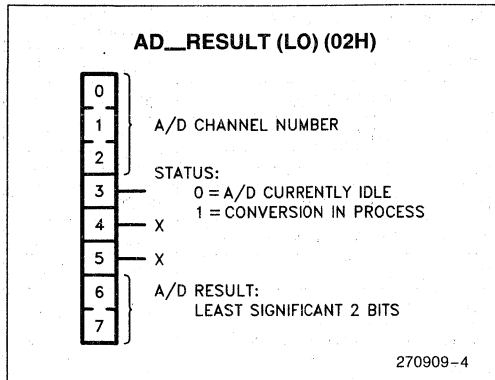 AD__RESULT (LO) (02H)
0
1
2
A/D CHANNEL NUMBER
3
STATUS:
0 = A/D CURRENTLY IDLE
1 = CONVERSION IN PROCESS
4 X
5 X
6
7
A/D RESULT:
LEAST SIGNIFICANT 2 BITS
270909-4